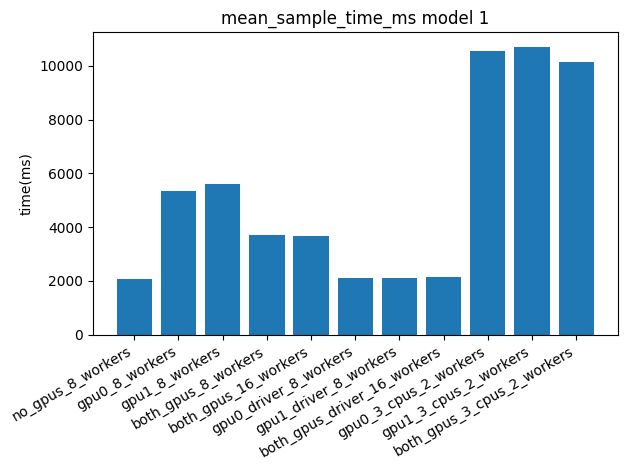 mean_sample_time_ms model 1
time(ms)
10000
8000
6000
4000
2000
0
no_gpus_8_workers
gpu0_8_workers
gpu1_8_workers
both_gpus_8_workers
both_gpus_16_workers
gpu0_driver_8_workers
gpu1_driver_8_workers
both_gpus_driver_16_workers
gpu0_3_cpus_2_workers
gpu1_3_cpus_2_workers
both_gpus_3_cpus_2_workers